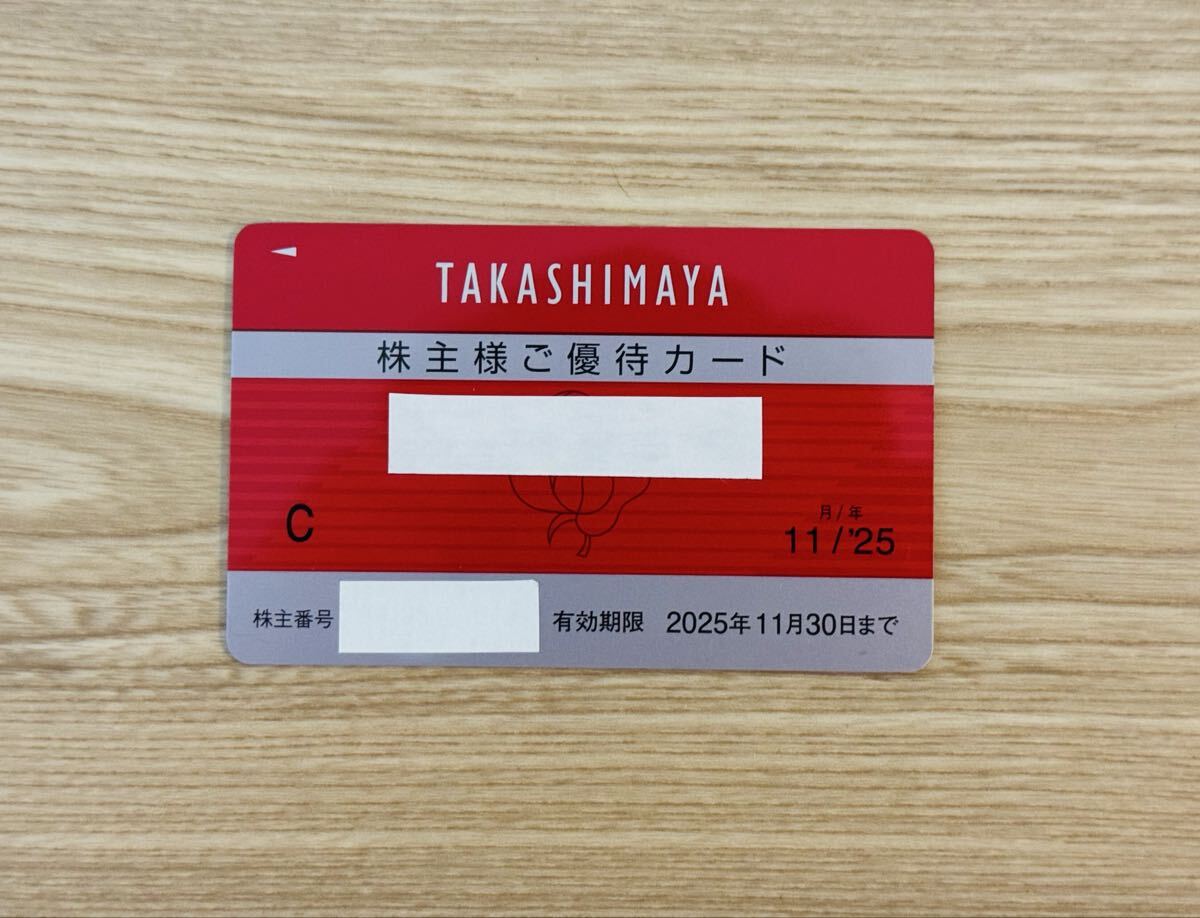 TAKASHIMAYA
株主様ご優待カード
C
月/年
11/'25
株主番号
有効期限 2025年11月30日まで